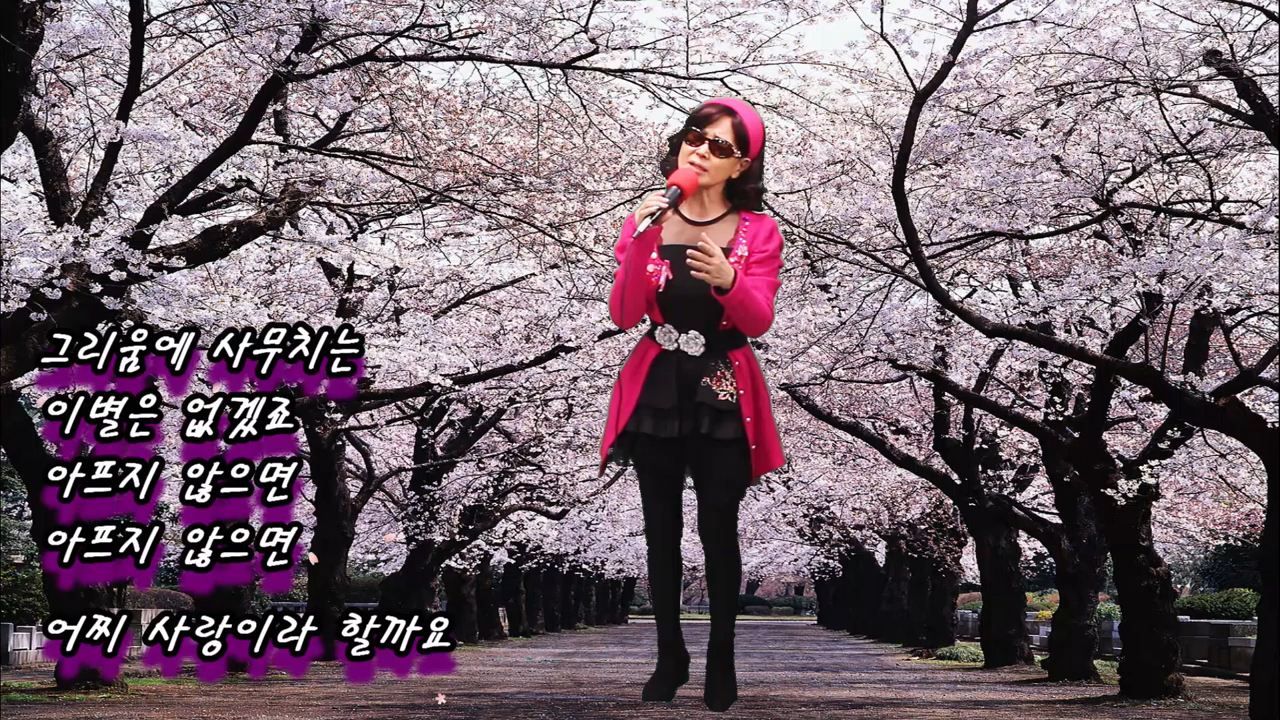 그리움에 사무치는
이별은 없겠죠
아프지 않으면
아프지 않으면
어찌 사랑이라 할까요